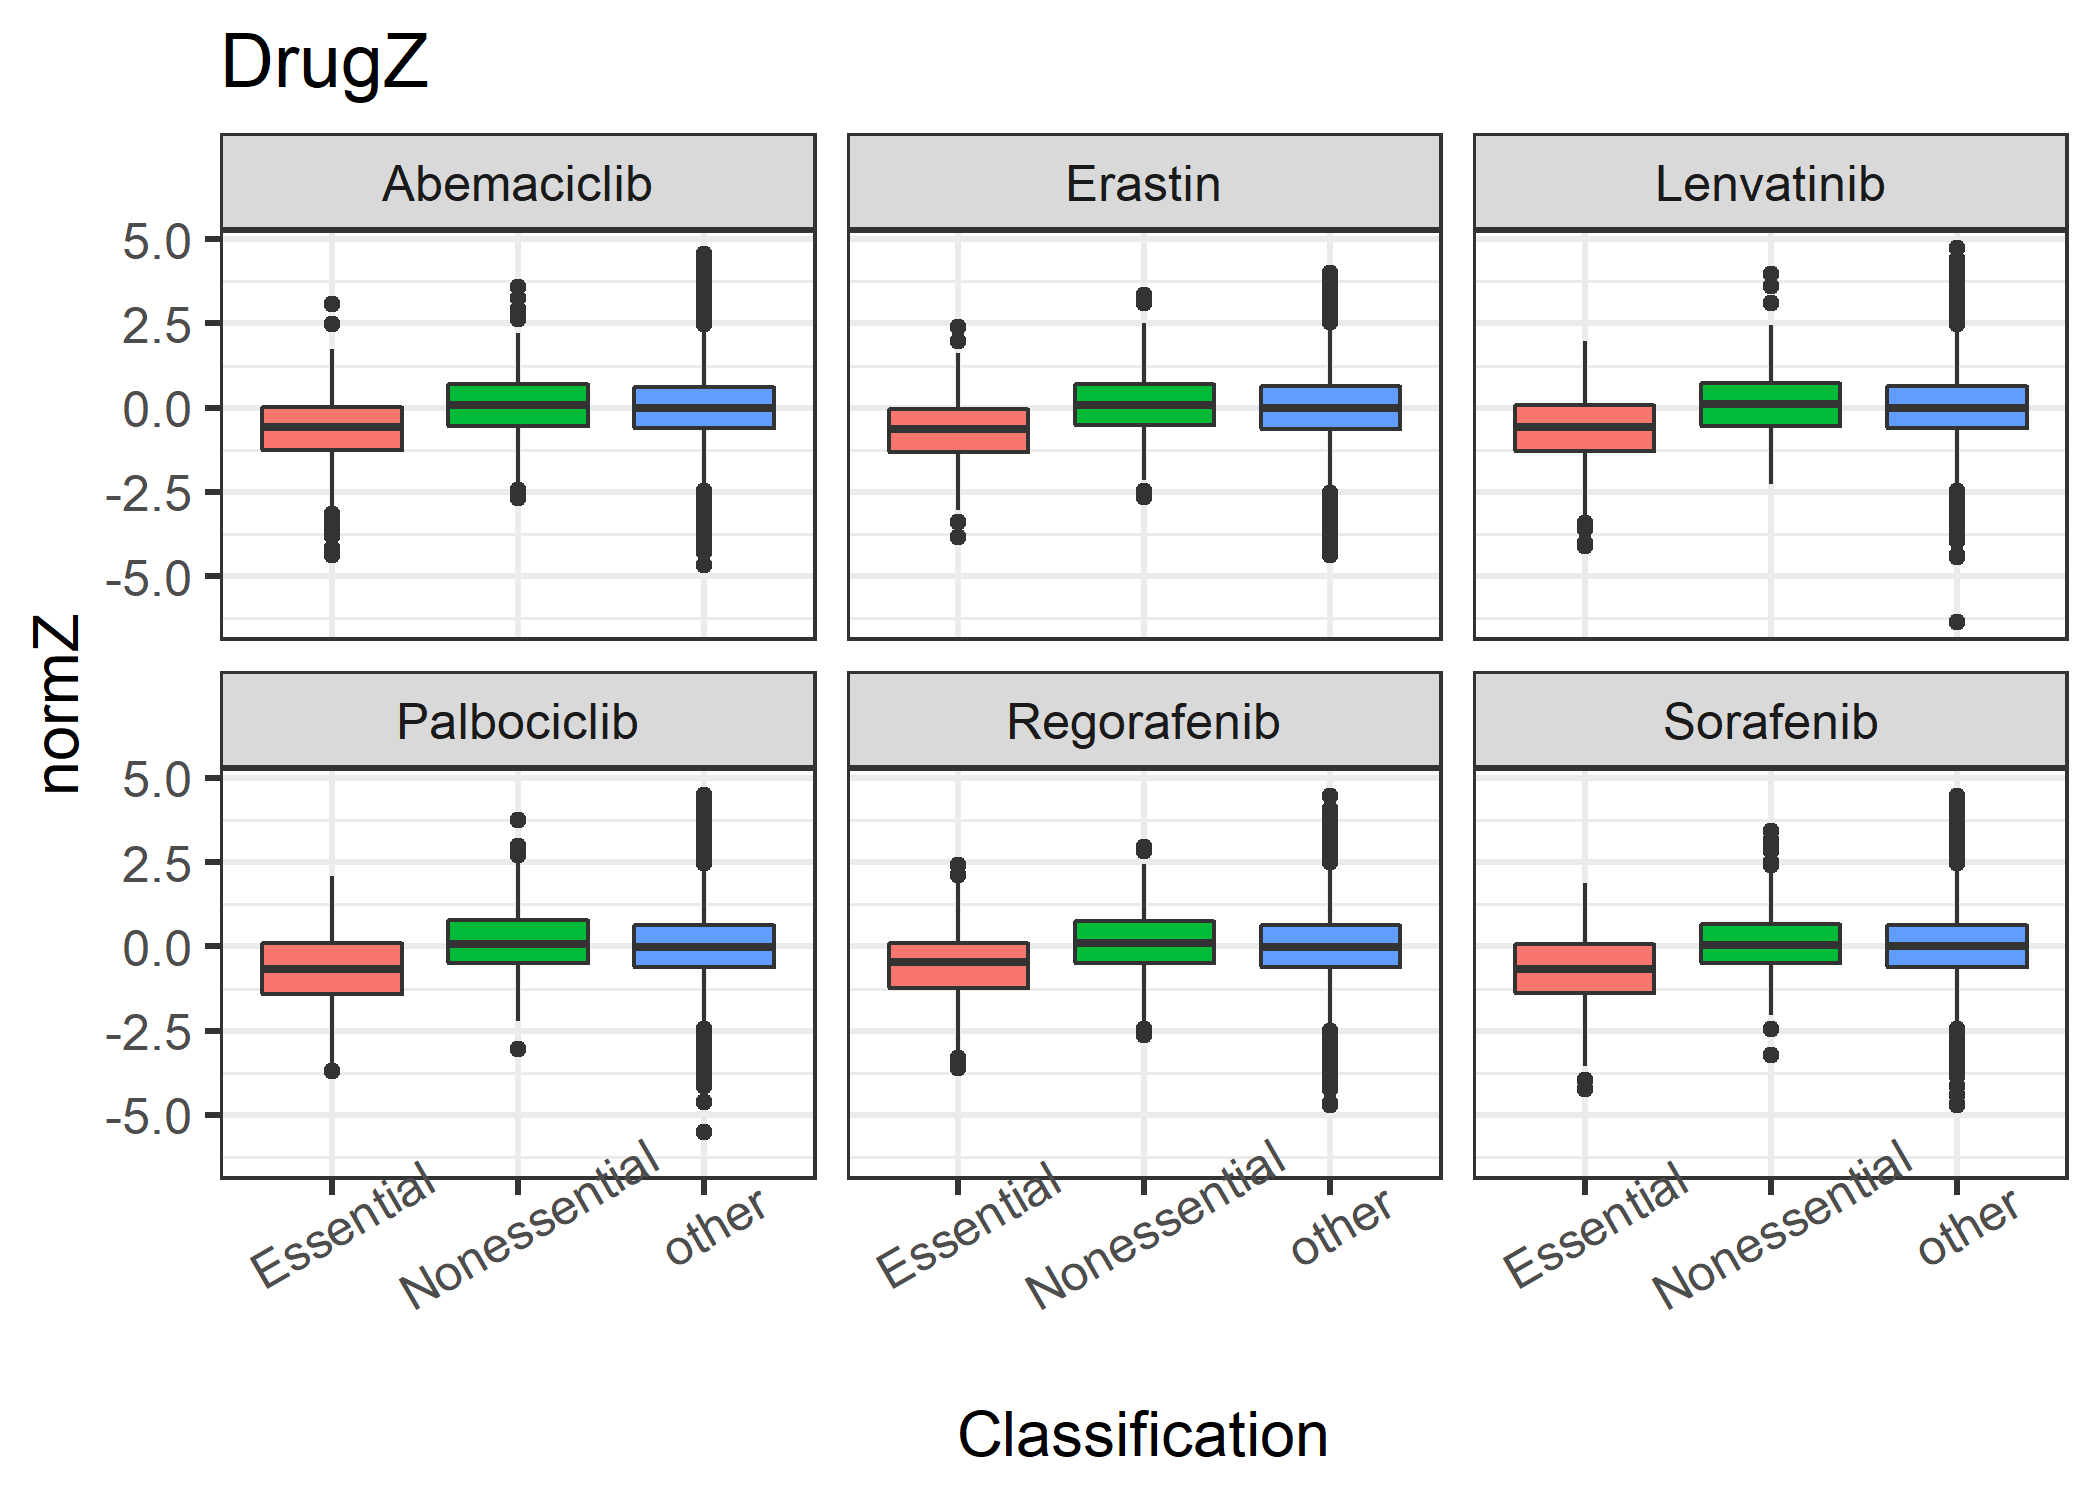 DrugZ
Abemaciclib Erastin Lenvatinib
5.0
2.5
0.0
-2.5
-5.0
normZ
Palbociclib Regorafenib Sorafenib
5.0
2.5
0.0
-2.5
-5.0
Essential Nonessential other Essential Nonessential other Essential Nonessential other
Classification